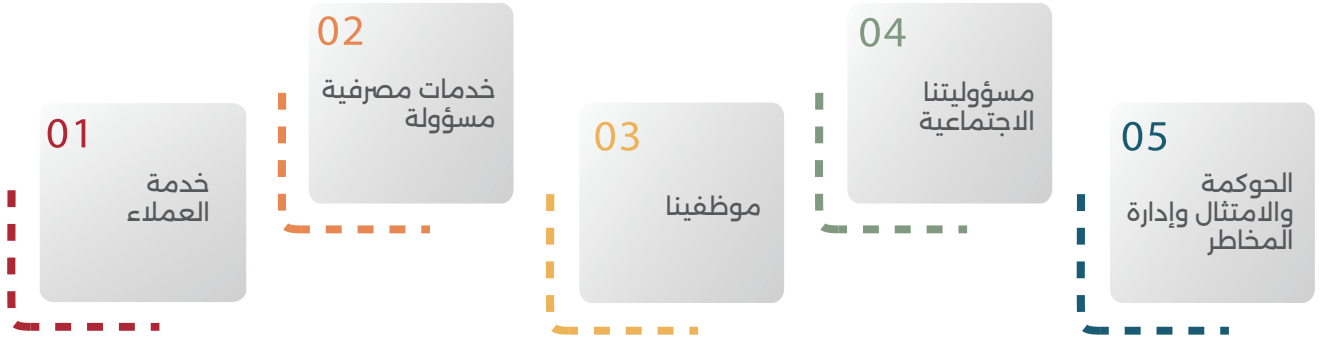 01
خدمة
العملاء
02
خدمات مصرفية
مسؤولة
03
موظفينا
04
مسؤوليتنا
الاجتماعية
05
الحوكمة
والامتثال وإدارة
المخاطر